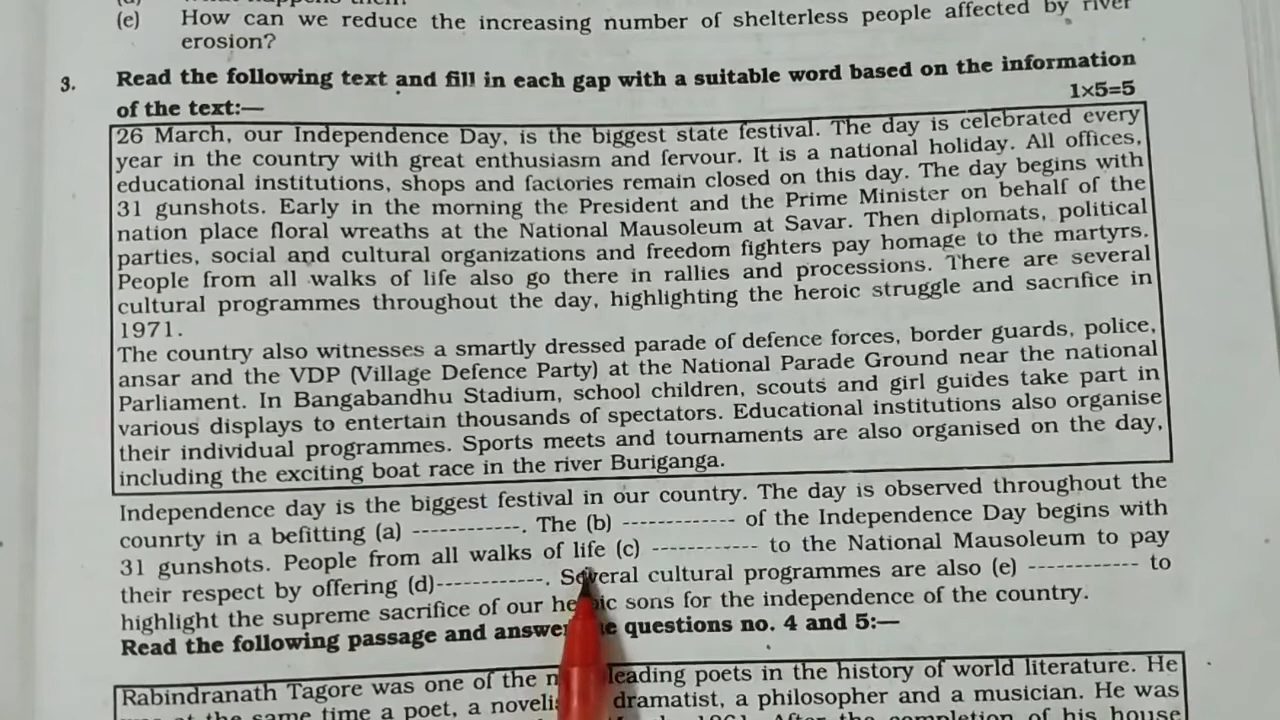 (e) How can we reduce the increasing number of shelterless people affected by river
erosion?
3. Read the following text and fill in each gap with a suitable word based on the information
of the text:— 1×5=5
26 March, our Independence Day, is the biggest state festival. The day is celebrated every
year in the country with great enthusiasm and fervour. It is a national holiday. All offices,
educational institutions, shops and factories remain closed on this day. The day begins with
31 gunshots. Early in the morning the President and the Prime Minister on behalf of the
nation place floral wreaths at the National Mausoleum at Savar. Then diplomats, political
parties, social and cultural organizations and freedom fighters pay homage to the martyrs.
People from all walks of life also go there in rallies and processions. There are several
cultural programmes throughout the day, highlighting the heroic struggle and sacrifice in
1971.
The country also witnesses a smartly dressed parade of defence forces, border guards, police,
ansar and the VDP (Village Defence Party) at the National Parade Ground near the national
Parliament. In Bangabandhu Stadium, school children, scouts and girl guides take part in
various displays to entertain thousands of spectators. Educational institutions also organise
their individual programmes. Sports meets and tournaments are also organised on the day,
including the exciting boat race in the river Buriganga.
Independence day is the biggest festival in our country. The day is observed throughout the
counrty in a befitting (a) ------------. The (b) ------------- of the Independence Day begins with
31 gunshots. People from all walks of life (c) ------------ to the National Mausoleum to pay
their respect by offering (d)------------. Several cultural programmes are also (e) ------------ to
highlight the supreme sacrifice of our heroic sons for the independence of the country.
Read the following passage and answer questions no. 4 and 5:—
Rabindranath Tagore was one of the leading poets in the history of world literature. He
same time a poet, a dramatist, a philosopher and a musician. He was
completion of his house